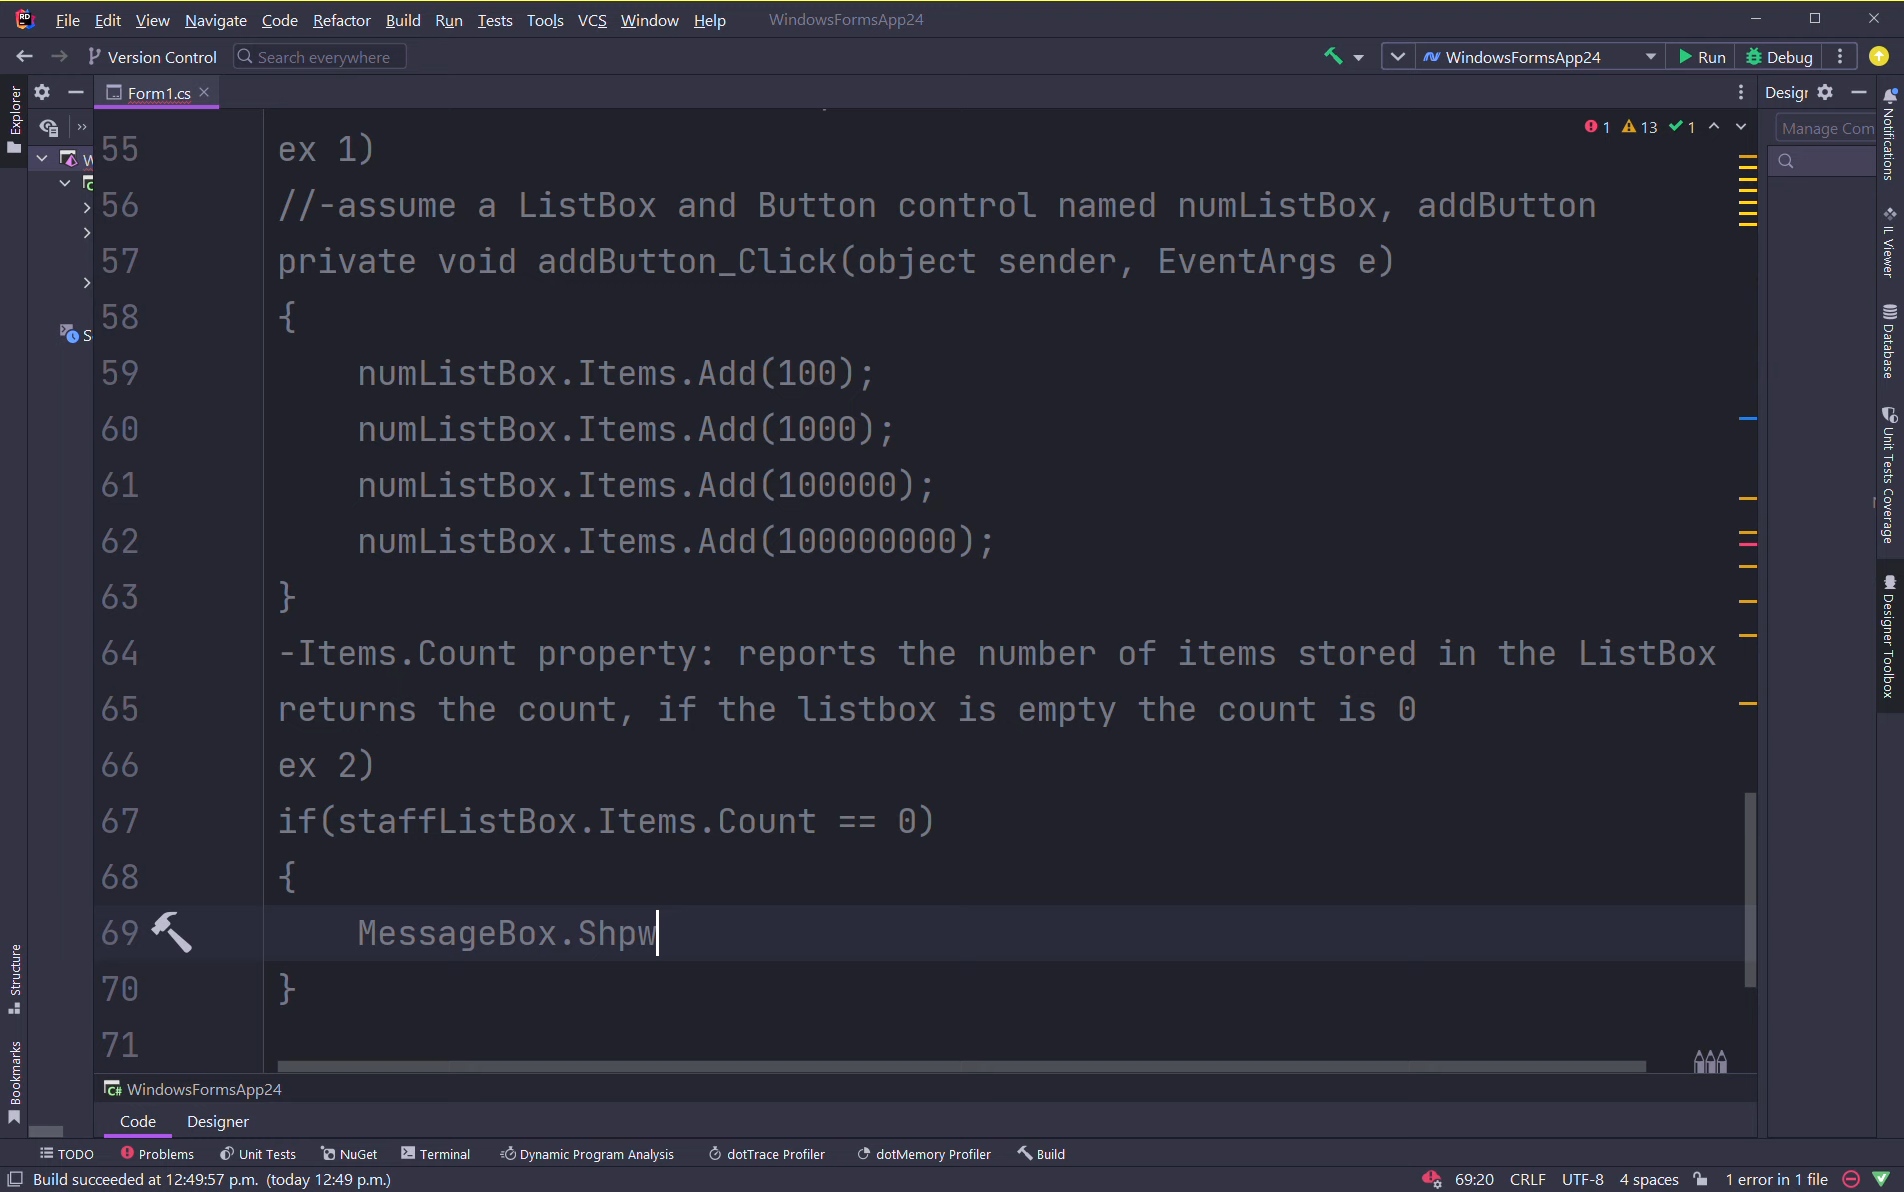 File Edit View Navigate Code Refactor Build Run Tests Tools VCS Window Help WindowsFormsApp24
Version Control Search everywhere WindowsFormsApp24 Run Debug
Explorer
Form1.cs
Designer
Manage Com
1 13 1
55 ex 1)
56 //-assume a ListBox and Button control named numListBox, addButton
57 private void addButton_Click(object sender, EventArgs e)
58 {
59 numListBox.Items.Add(100);
60 numListBox.Items.Add(1000);
61 numListBox.Items.Add(100000);
62 numListBox.Items.Add(100000000);
63 }
64 -Items.Count property: reports the number of items stored in the ListBox
65 returns the count, if the listbox is empty the count is 0
66 ex 2)
67 if(staffListBox.Items.Count == 0)
68 {
69 MessageBox.Shpw
70 }
71
Notifications
IL Viewer
Database
Unit Tests Coverage
Designer Toolbox
Structure
Bookmarks
C# WindowsFormsApp24
Code Designer
TODO Problems Unit Tests NuGet Terminal Dynamic Program Analysis dotTrace Profiler dotMemory Profiler Build
Build succeeded at 12:49:57 p.m. (today 12:49 p.m.) 69:20 CRLF UTF-8 4 spaces 1 error in 1 file